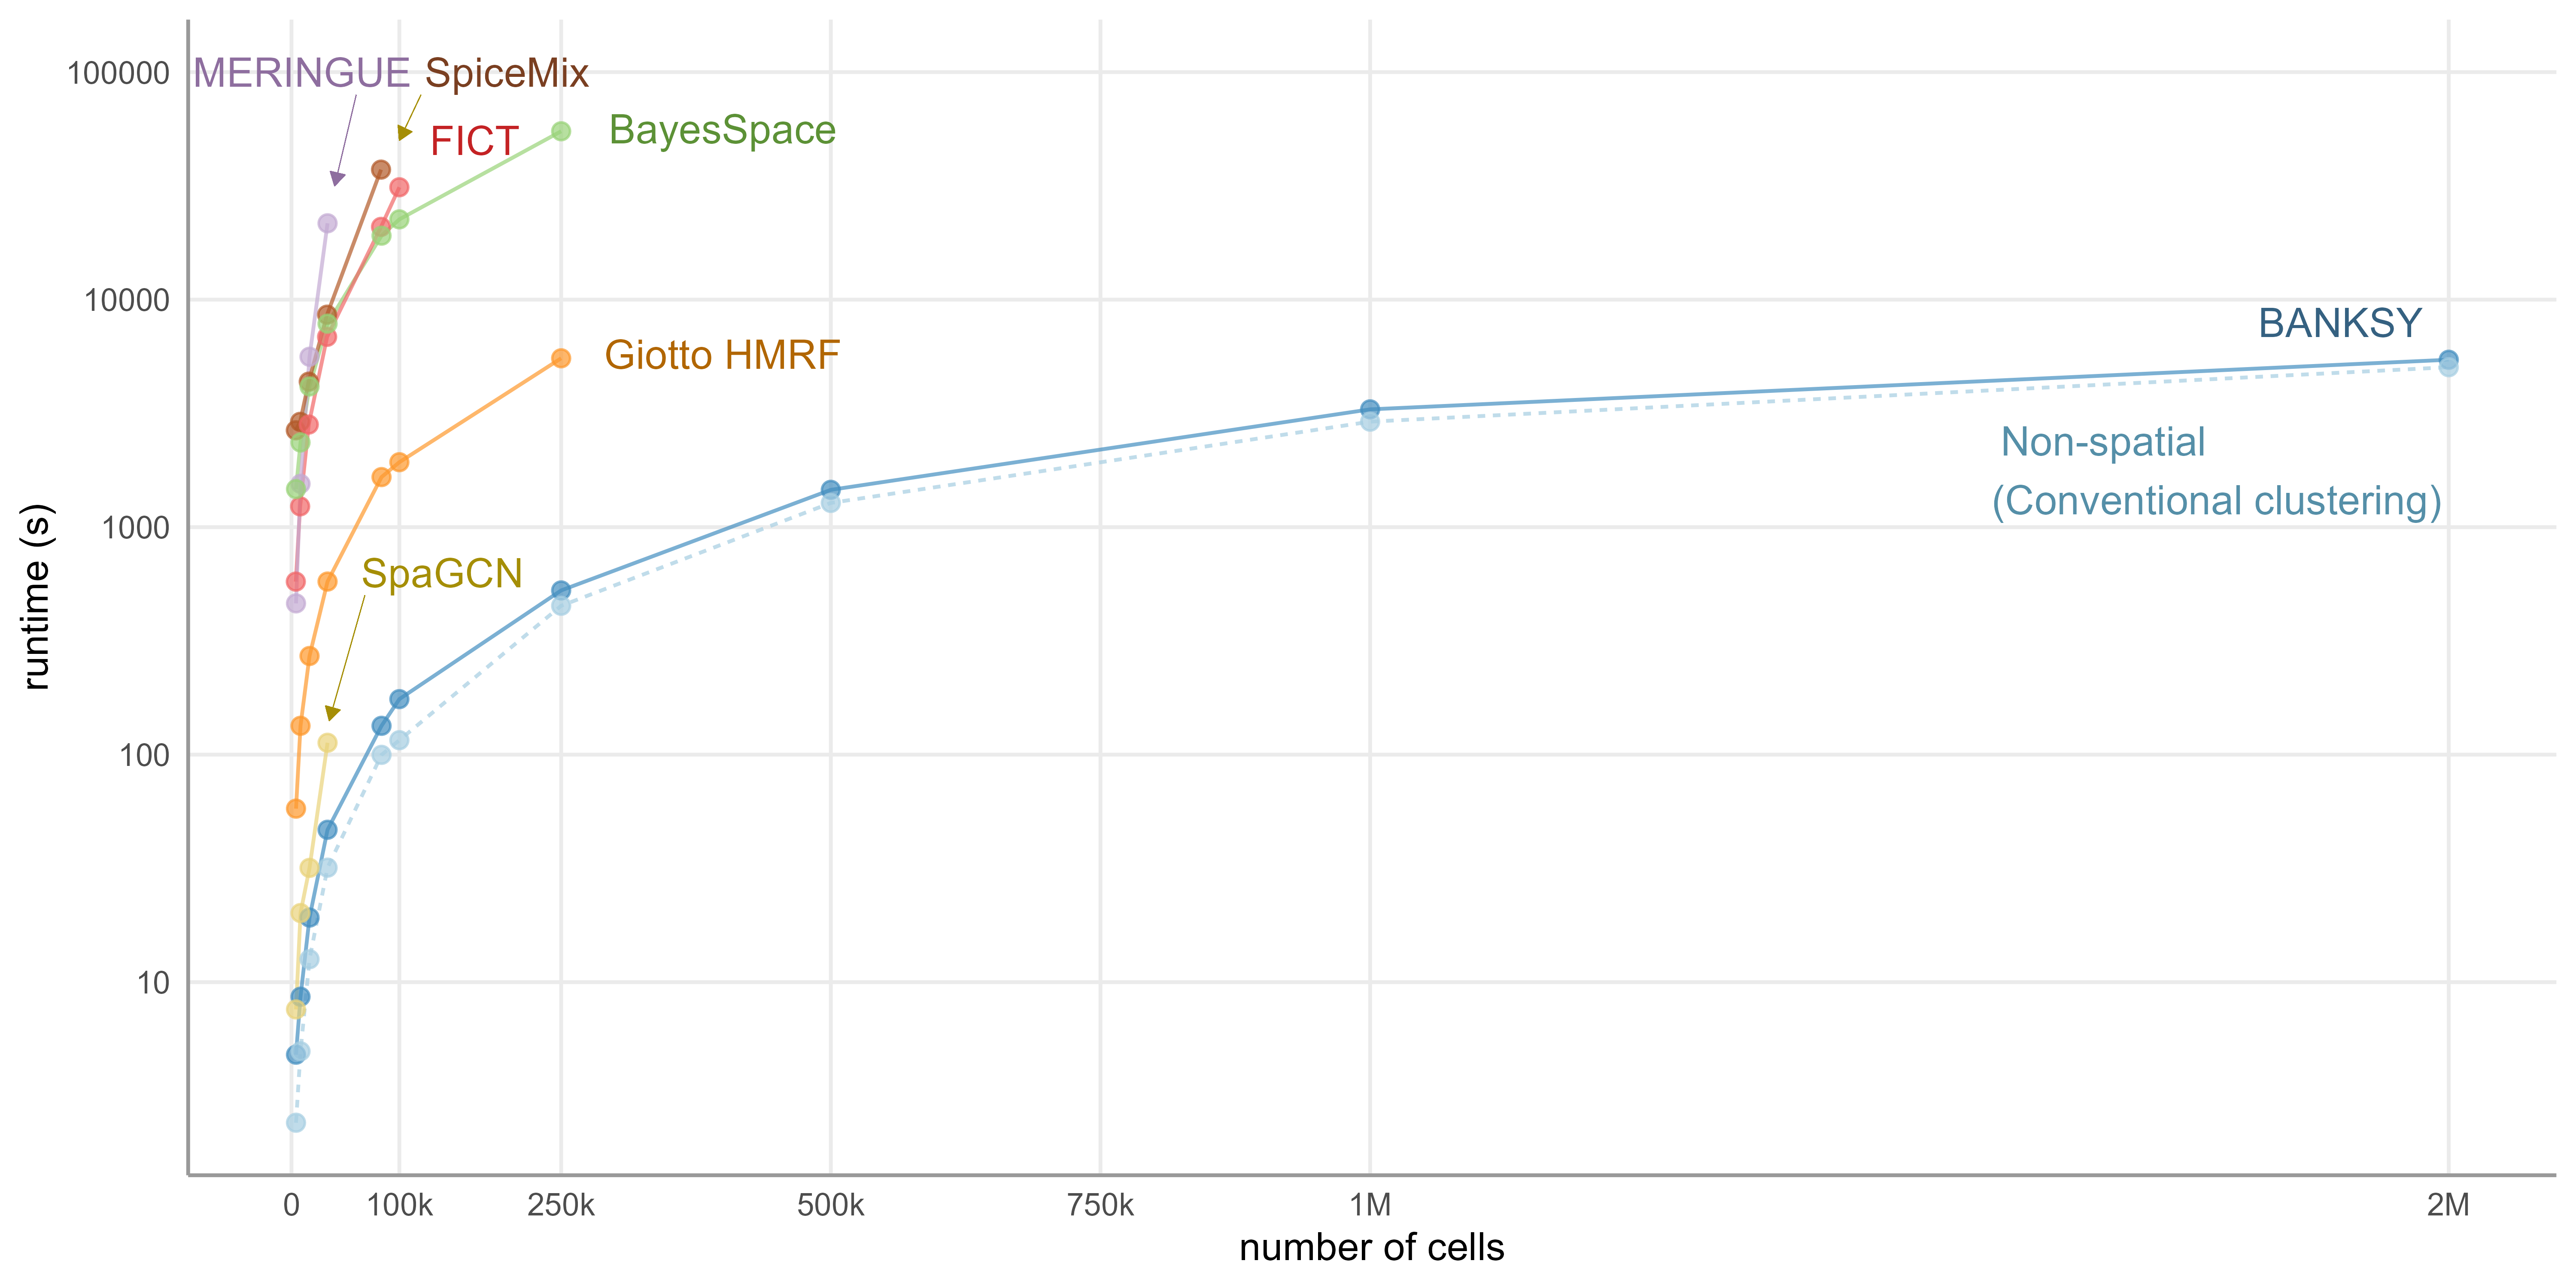 100000
MERINGUE
SpiceMix
FICT
BayesSpace
10000
BANKSY
Giotto HMRF
Non-spatial
(Conventional clustering)
1000
SpaGCN
runtime (s)
100
10
0
100k
250k
500k
750k
1M
2M
number of cells